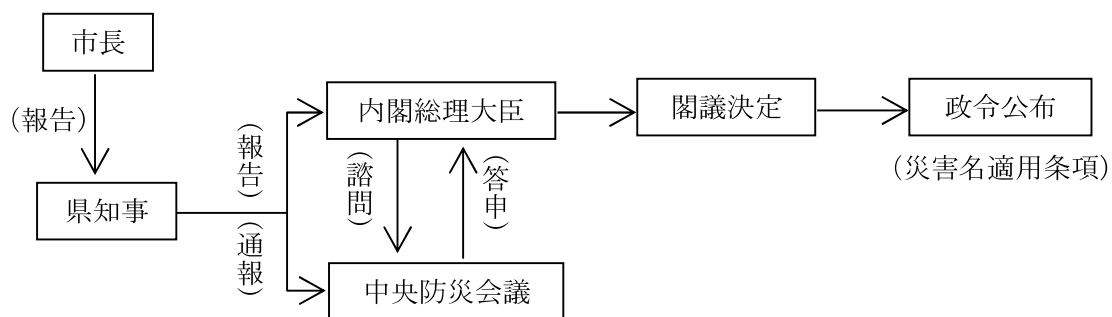 市長
(報告)
県知事
(報告)
(通報)
内閣総理大臣
(諮問)
(答申)
中央防災会議
閣議決定
政令公布
(災害名適用条項)